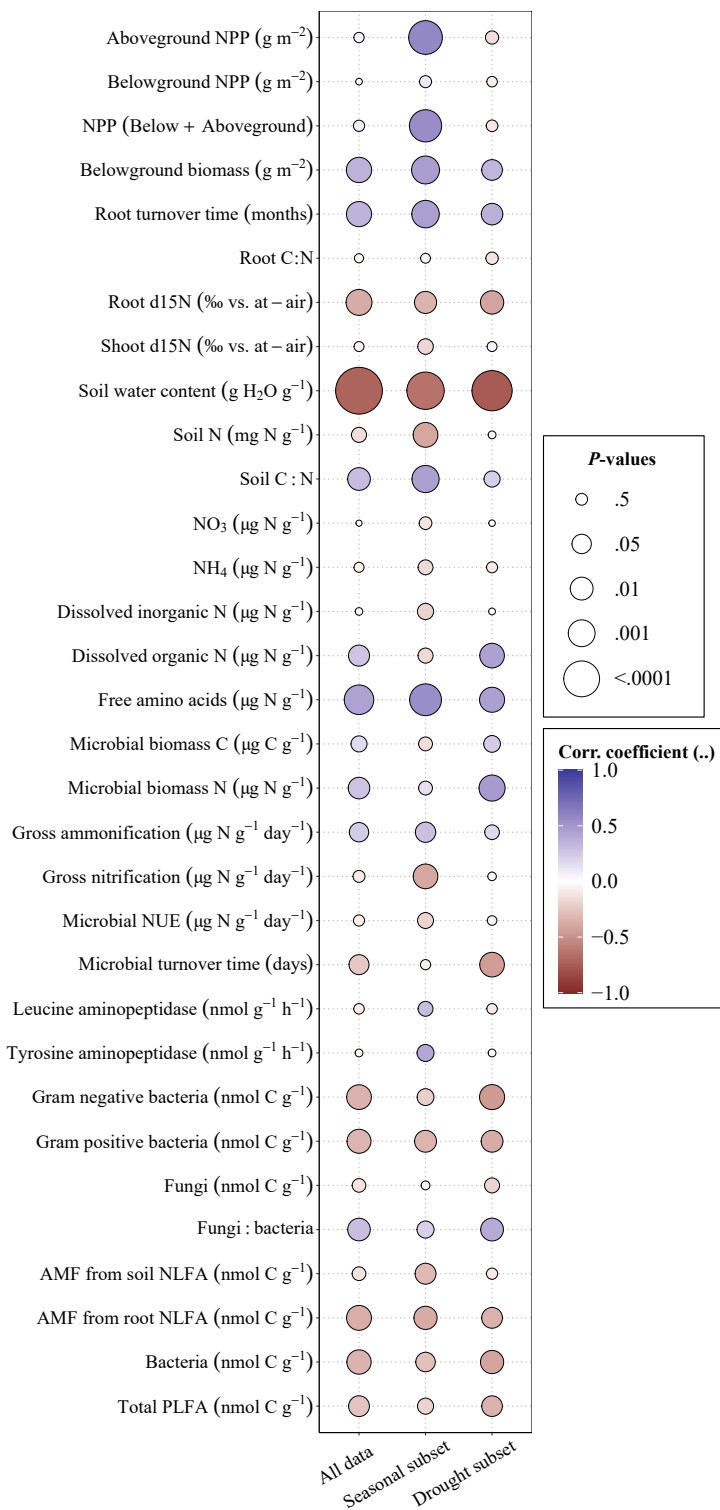 Aboveground NPP (g m⁻²)
Belowground NPP (g m⁻²)
NPP (Below + Aboveground)
Belowground biomass (g m⁻²)
Root turnover time (months)
Root C:N
Root d15N (‰ vs. at − air)
Shoot d15N (‰ vs. at − air)
Soil water content (g H₂O g⁻¹)
Soil N (mg N g⁻¹)
Soil C : N
NO₃ (μg N g⁻¹)
NH₄ (μg N g⁻¹)
Dissolved inorganic N (μg N g⁻¹)
Dissolved organic N (μg N g⁻¹)
Free amino acids (μg N g⁻¹)
Microbial biomass C (μg C g⁻¹)
Microbial biomass N (μg N g⁻¹)
Gross ammonification (μg N g⁻¹ day⁻¹)
Gross nitrification (μg N g⁻¹ day⁻¹)
Microbial NUE (μg N g⁻¹ day⁻¹)
Microbial turnover time (days)
Leucine aminopeptidase (nmol g⁻¹ h⁻¹)
Tyrosine aminopeptidase (nmol g⁻¹ h⁻¹)
Gram negative bacteria (nmol C g⁻¹)
Gram positive bacteria (nmol C g⁻¹)
Fungi (nmol C g⁻¹)
Fungi : bacteria
AMF from soil NLFA (nmol C g⁻¹)
AMF from root NLFA (nmol C g⁻¹)
Bacteria (nmol C g⁻¹)
Total PLFA (nmol C g⁻¹)
All data
Seasonal subset
Drought subset
P-values
.5
.05
.01
.001
<.0001
Corr. coefficient (..)
1.0
0.5
0.0
−0.5
−1.0